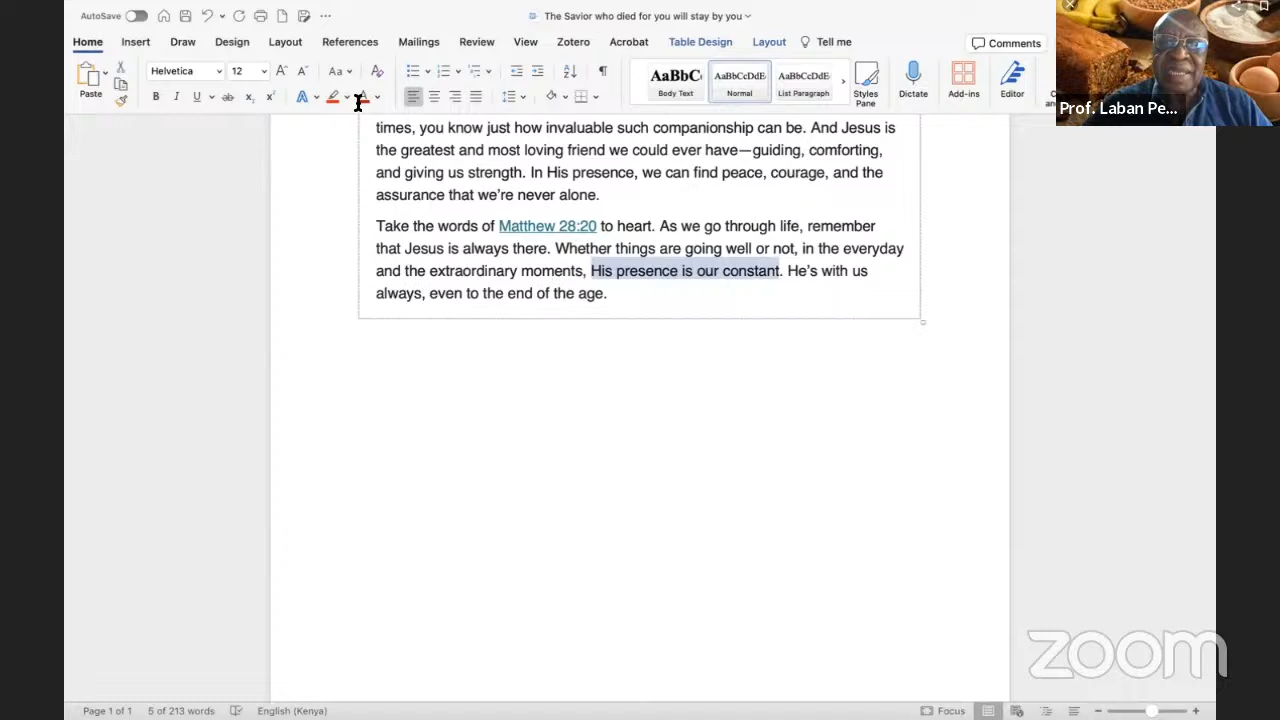 AutoSave
The Savior who died for you will stay by you
Home Insert Draw Design Layout References Mailings Review View Zotero Acrobat Table Design Layout Tell me
Comments
Prof. Laban Pe...
Paste
Helvetica 12
Aa
B I U ab x x A
AaBbC AaBbCcDdE AaBbCcDdE
Body Text Normal List Paragraph
Styles Pane
Dictate
Add-ins
Editor
times, you know just how invaluable such companionship can be. And Jesus is
the greatest and most loving friend we could ever have—guiding, comforting,
and giving us strength. In His presence, we can find peace, courage, and the
assurance that we're never alone.
Take the words of Matthew 28:20 to heart. As we go through life, remember
that Jesus is always there. Whether things are going well or not, in the everyday
and the extraordinary moments, His presence is our constant. He's with us
always, even to the end of the age.
zoom
Page 1 of 1 5 of 213 words English (Kenya) Focus